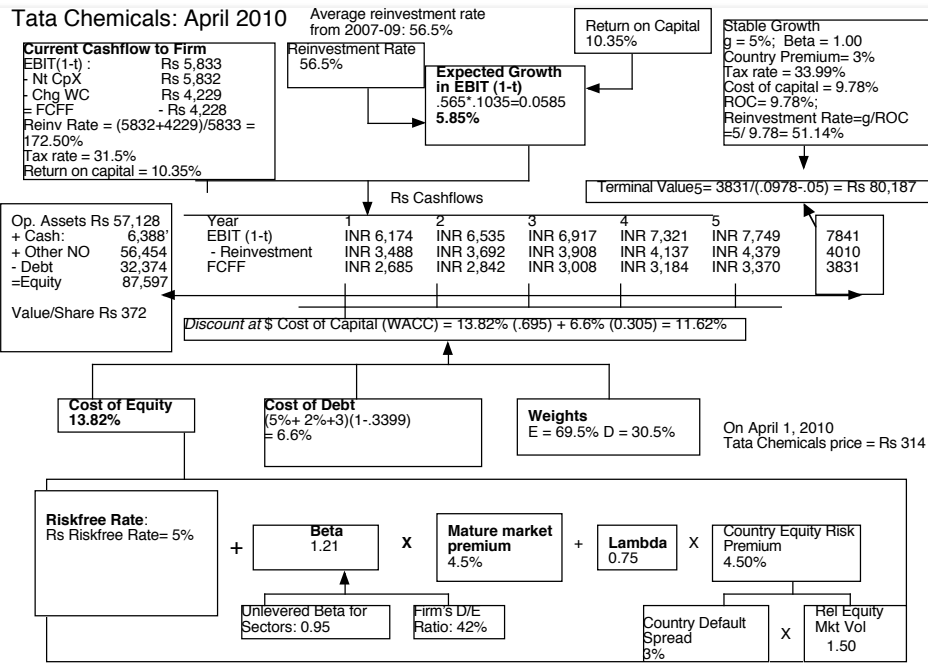 Tata Chemicals: April 2010
Average reinvestment rate
from 2007-09: 56.5%
Return on Capital
10.35%
Stable Growth
g = 5%; Beta = 1.00
Country Premium= 3%
Tax rate = 33.99%
Cost of capital = 9.78%
ROC= 9.78%;
Reinvestment Rate=g/ROC
=5/ 9.78= 51.14%
Current Cashflow to Firm
EBIT(1-t) : Rs 5,833
- Nt CpX Rs 5,832
- Chg WC Rs 4,229
= FCFF - Rs 4,228
Reinv Rate = (5832+4229)/5833 =
172.50%
Tax rate = 31.5%
Return on capital = 10.35%
Reinvestment Rate
56.5%
Expected Growth
in EBIT (1-t)
.565*.1035=0.0585
5.85%
Terminal Value5= 3831/(.0978-.05) = Rs 80,187
Rs Cashflows
Op. Assets Rs 57,128
+ Cash: 6,388'
+ Other NO 56,454
- Debt 32,374
=Equity 87,597
Value/Share Rs 372
Year 1 2 3 4 5
EBIT (1-t) INR 6,174 INR 6,535 INR 6,917 INR 7,321 INR 7,749 7841
- Reinvestment INR 3,488 INR 3,692 INR 3,908 INR 4,137 INR 4,379 4010
FCFF INR 2,685 INR 2,842 INR 3,008 INR 3,184 INR 3,370 3831
Discount at $ Cost of Capital (WACC) = 13.82% (.695) + 6.6% (0.305) = 11.62%
Cost of Equity
13.82%
Cost of Debt
(5%+ 2%+3)(1-.3399)
= 6.6%
Weights
E = 69.5% D = 30.5%
On April 1, 2010
Tata Chemicals price = Rs 314
Riskfree Rate:
Rs Riskfree Rate= 5%
+
Beta
1.21
X
Mature market
premium
4.5%
+
Lambda
0.75
X
Country Equity Risk
Premium
4.50%
Unlevered Beta for
Sectors: 0.95
Firm's D/E
Ratio: 42%
Country Default
Spread
3%
X
Rel Equity
Mkt Vol
1.50